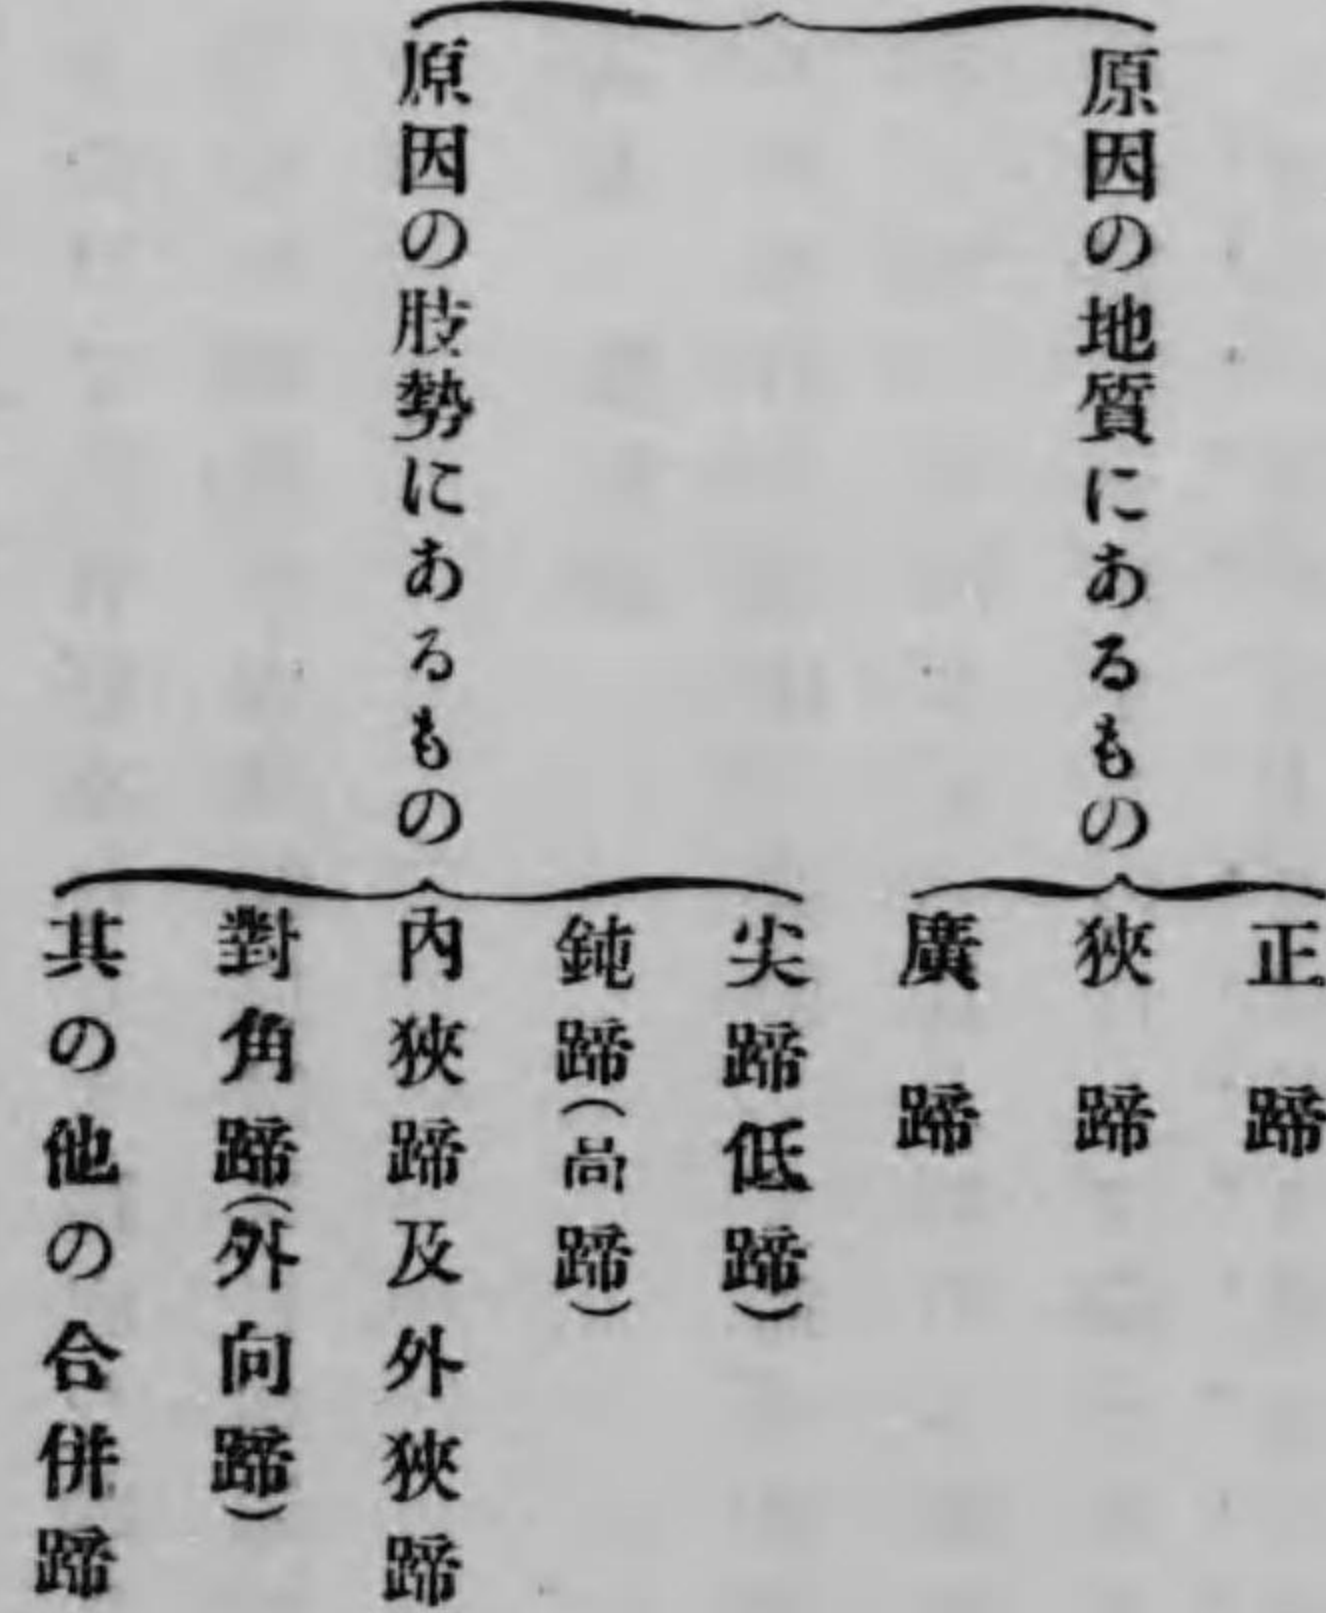 原因の地質にあるもの
正蹄
狹蹄
廣蹄
原因の肢勢にあるもの
尖蹄低蹄）
鈍蹄（高蹄）
內狹蹄及外狹蹄
對角蹄（外向蹄）
其の他の合併蹄